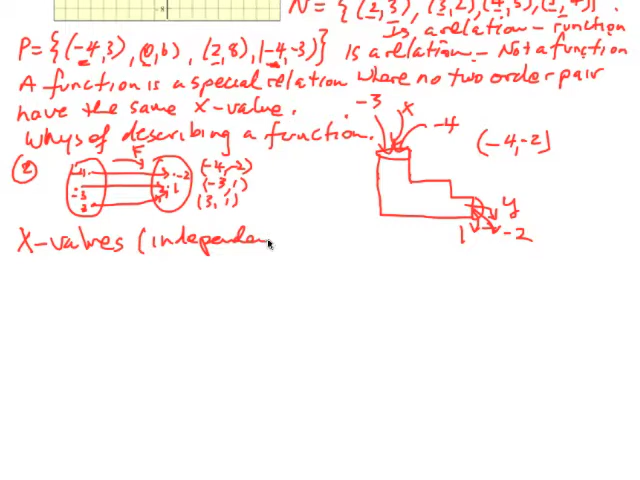 N = { (2,3), (3,2), (4,5), (5,4) }.
Is a relation - Function
P = { (-4,3), (0,6), (2,8), (-4,-3) } is a relation - Not a function
A function is a special relation where no two order pair
have the same X-value.
Whys of describing a function.
-3 X -4 (-4,-2)
② F
(-4,-2)
(-3,1)
(3,1)
y
1 -2
X-values (independen